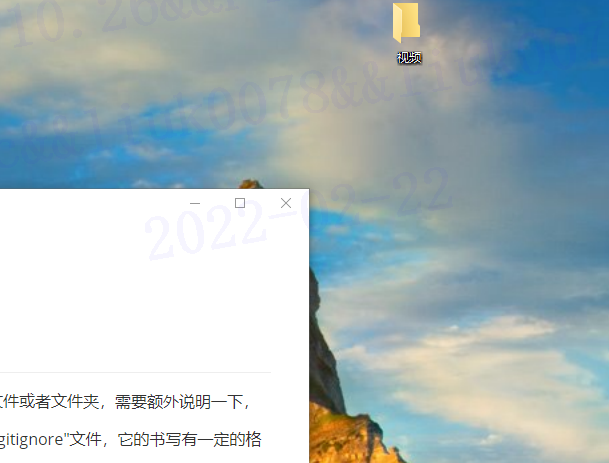 10.26&&
视频
10078&&
2022-02-22
文件或者文件夹，需要额外说明一下，
gitignore"文件，它的书写有一定的格